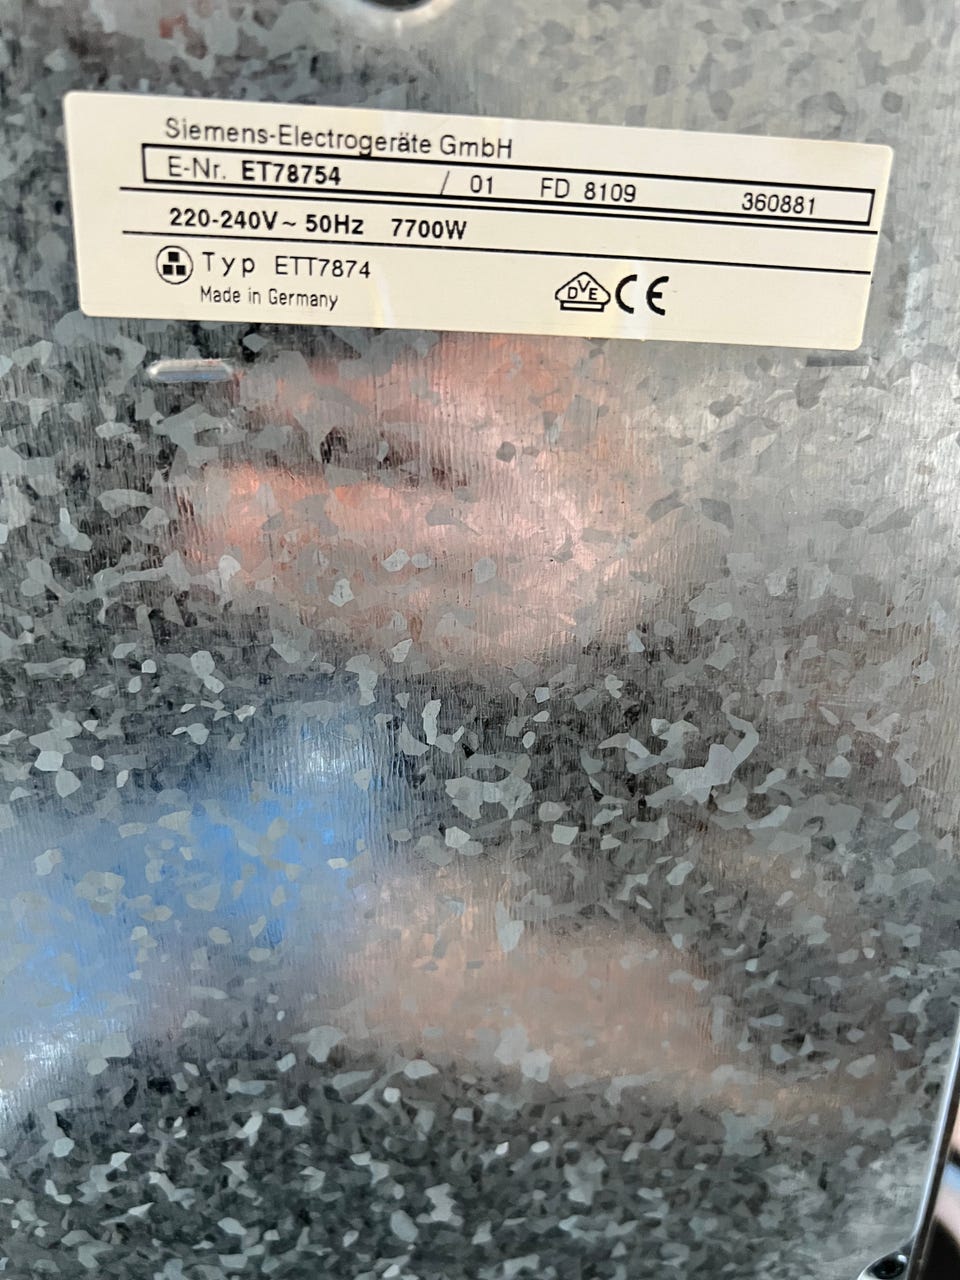 Siemens-Electrogeräte GmbH
E-Nr. ET78754 / 01 FD 8109 360881
220-240V ~ 50Hz 7700W
Typ ETT7874
Made in Germany
DVE CE